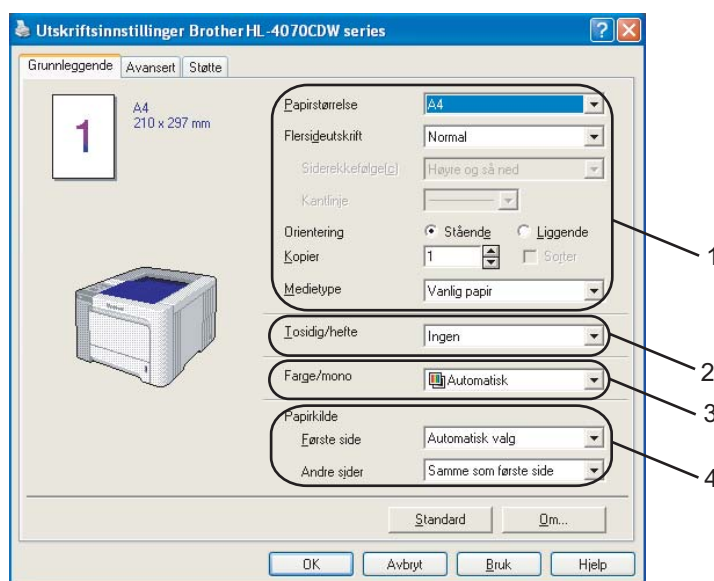 Utskriftsinnstillinger Brother HL-4070CDW series
Grunnleggende Avansert Støtte
1
A4
210 x 297 mm
Papirstørrelse A4
Flersideutskrift Normal
Siderekkefølge(c) Høyre og så ned
Kantlinje
Orientering Stående Liggende
Kopier 1 Sorter
Medietype Vanlig papir
1
Tosidig/hefte Ingen
2
Farge/mono Automatisk
3
Papirkilde
Første side Automatisk valg
Andre sider Samme som første side
4
Standard Om...
OK Avbryt Bruk Hjelp